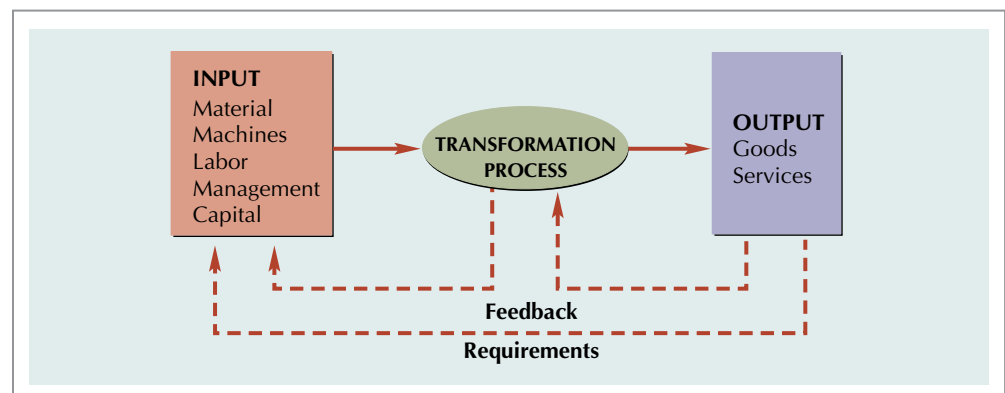 INPUT
Material
Machines
Labor
Management
Capital
TRANSFORMATION
PROCESS
OUTPUT
Goods
Services
Feedback
Requirements